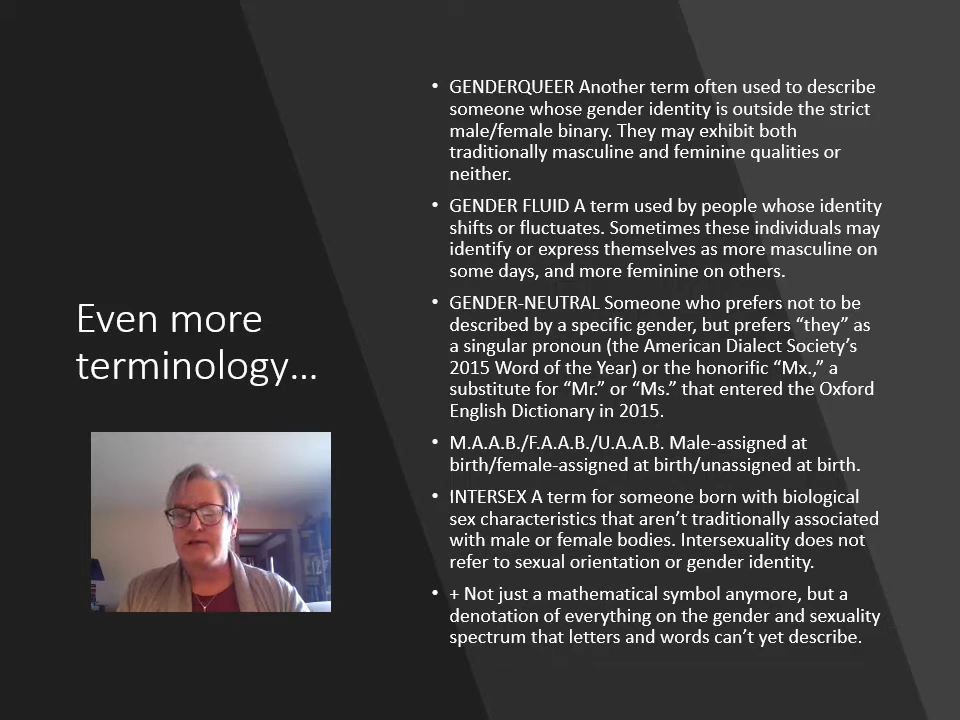 Even more
terminology…
• GENDERQUEER Another term often used to describe
someone whose gender identity is outside the strict
male/female binary. They may exhibit both
traditionally masculine and feminine qualities or
neither.
• GENDER FLUID A term used by people whose identity
shifts or fluctuates. Sometimes these individuals may
identify or express themselves as more masculine on
some days, and more feminine on others.
• GENDER-NEUTRAL Someone who prefers not to be
described by a specific gender, but prefers “they” as
a singular pronoun (the American Dialect Society’s
2015 Word of the Year) or the honorific “Mx.,” a
substitute for “Mr.” or “Ms.” that entered the Oxford
English Dictionary in 2015.
• M.A.A.B./F.A.A.B./U.A.A.B. Male-assigned at
birth/female-assigned at birth/unassigned at birth.
• INTERSEX A term for someone born with biological
sex characteristics that aren’t traditionally associated
with male or female bodies. Intersexuality does not
refer to sexual orientation or gender identity.
• + Not just a mathematical symbol anymore, but a
denotation of everything on the gender and sexuality
spectrum that letters and words can’t yet describe.